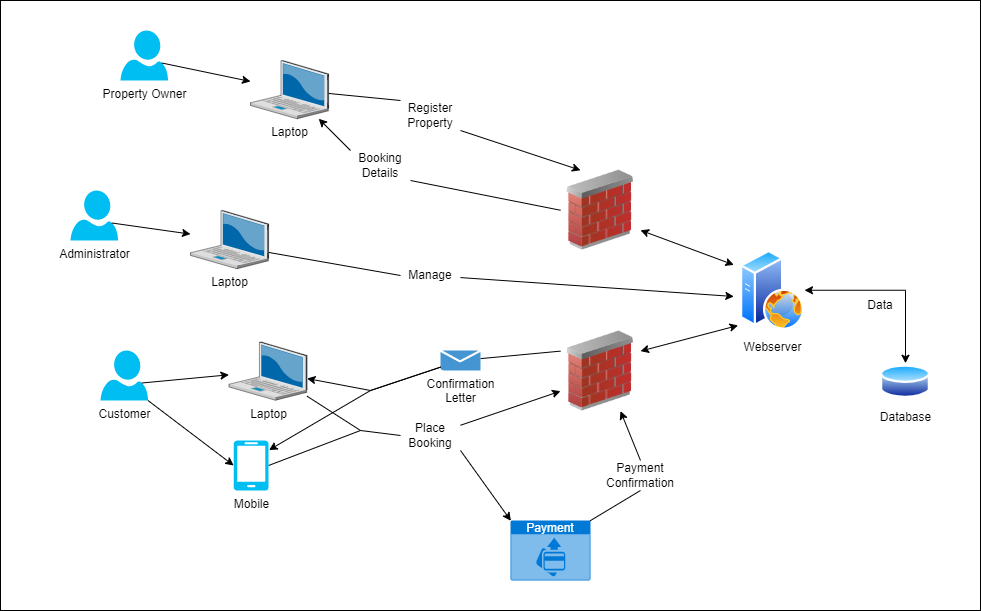 Property Owner
Laptop
Register
Property
Booking
Details
Administrator
Laptop
Manage
Webserver
Data
Database
Customer
Laptop
Mobile
Confirmation
Letter
Place
Booking
Payment
Confirmation
Payment